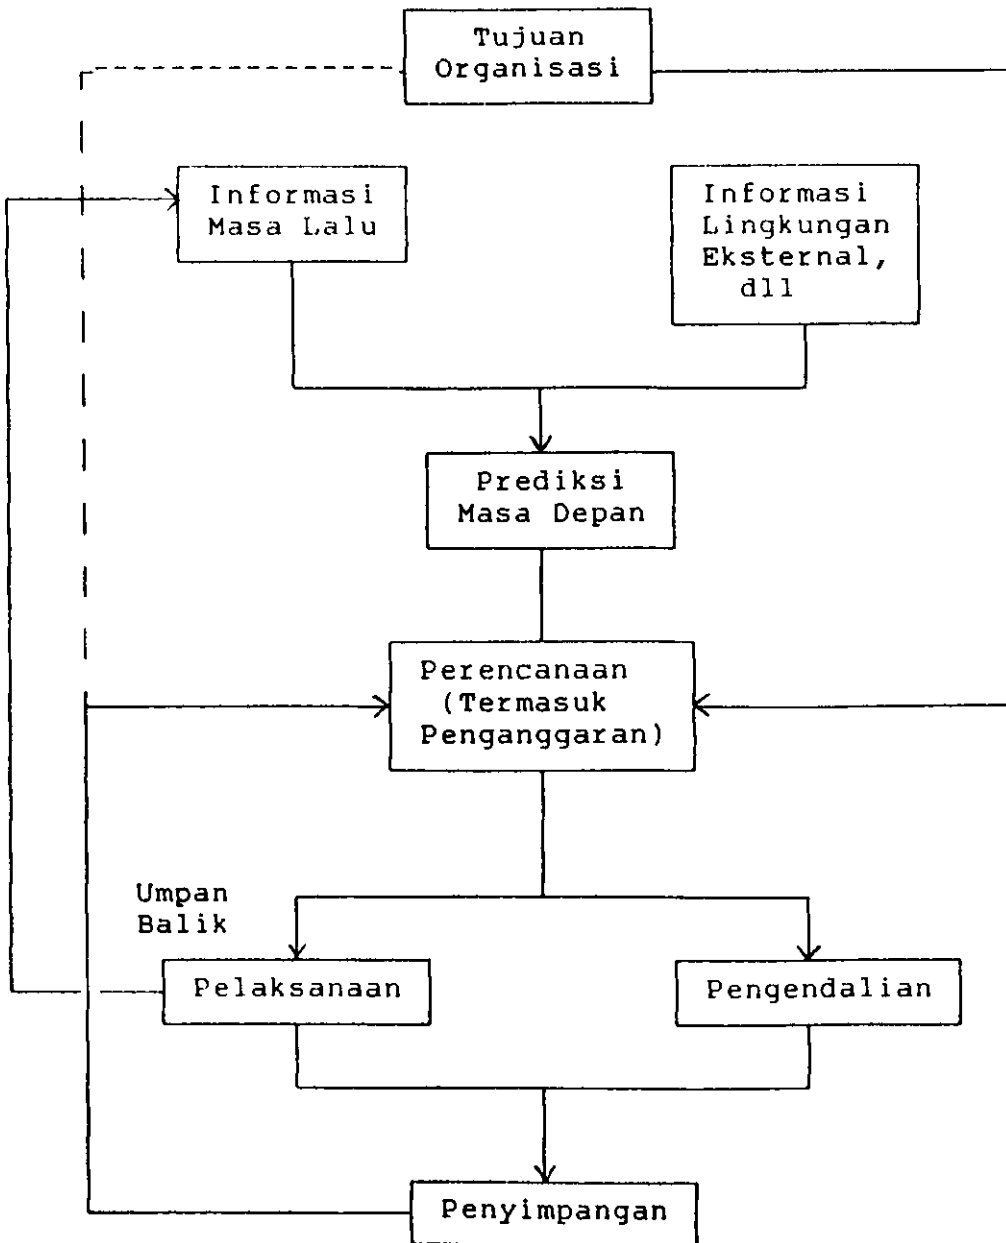 Tujuan
Organisasi
Informasi
Masa Lalu
Informasi
Lingkungan
Eksternal,
dll
Prediksi
Masa Depan
Perencanaan
(Termasuk
Penganggaran)
Umpan
Balik
Pelaksanaan
Pengendalian
Penyimpangan